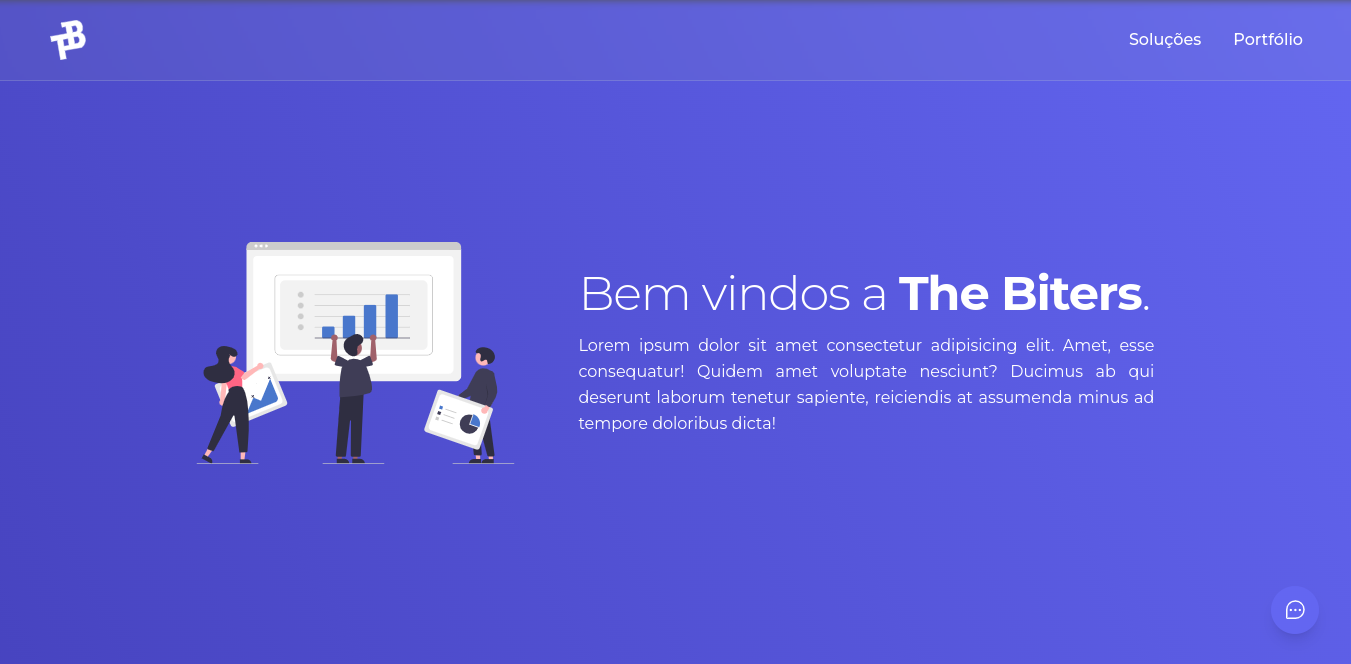 TB
Soluções Portfólio
Bem vindos a The Biters.
Lorem ipsum dolor sit amet consectetur adipisicing elit. Amet, esse
consequatur! Quidem amet voluptate nesciunt? Ducimus ab qui
deserunt laborum tenetur sapiente, reiciendis at assumenda minus ad
tempore doloribus dicta!